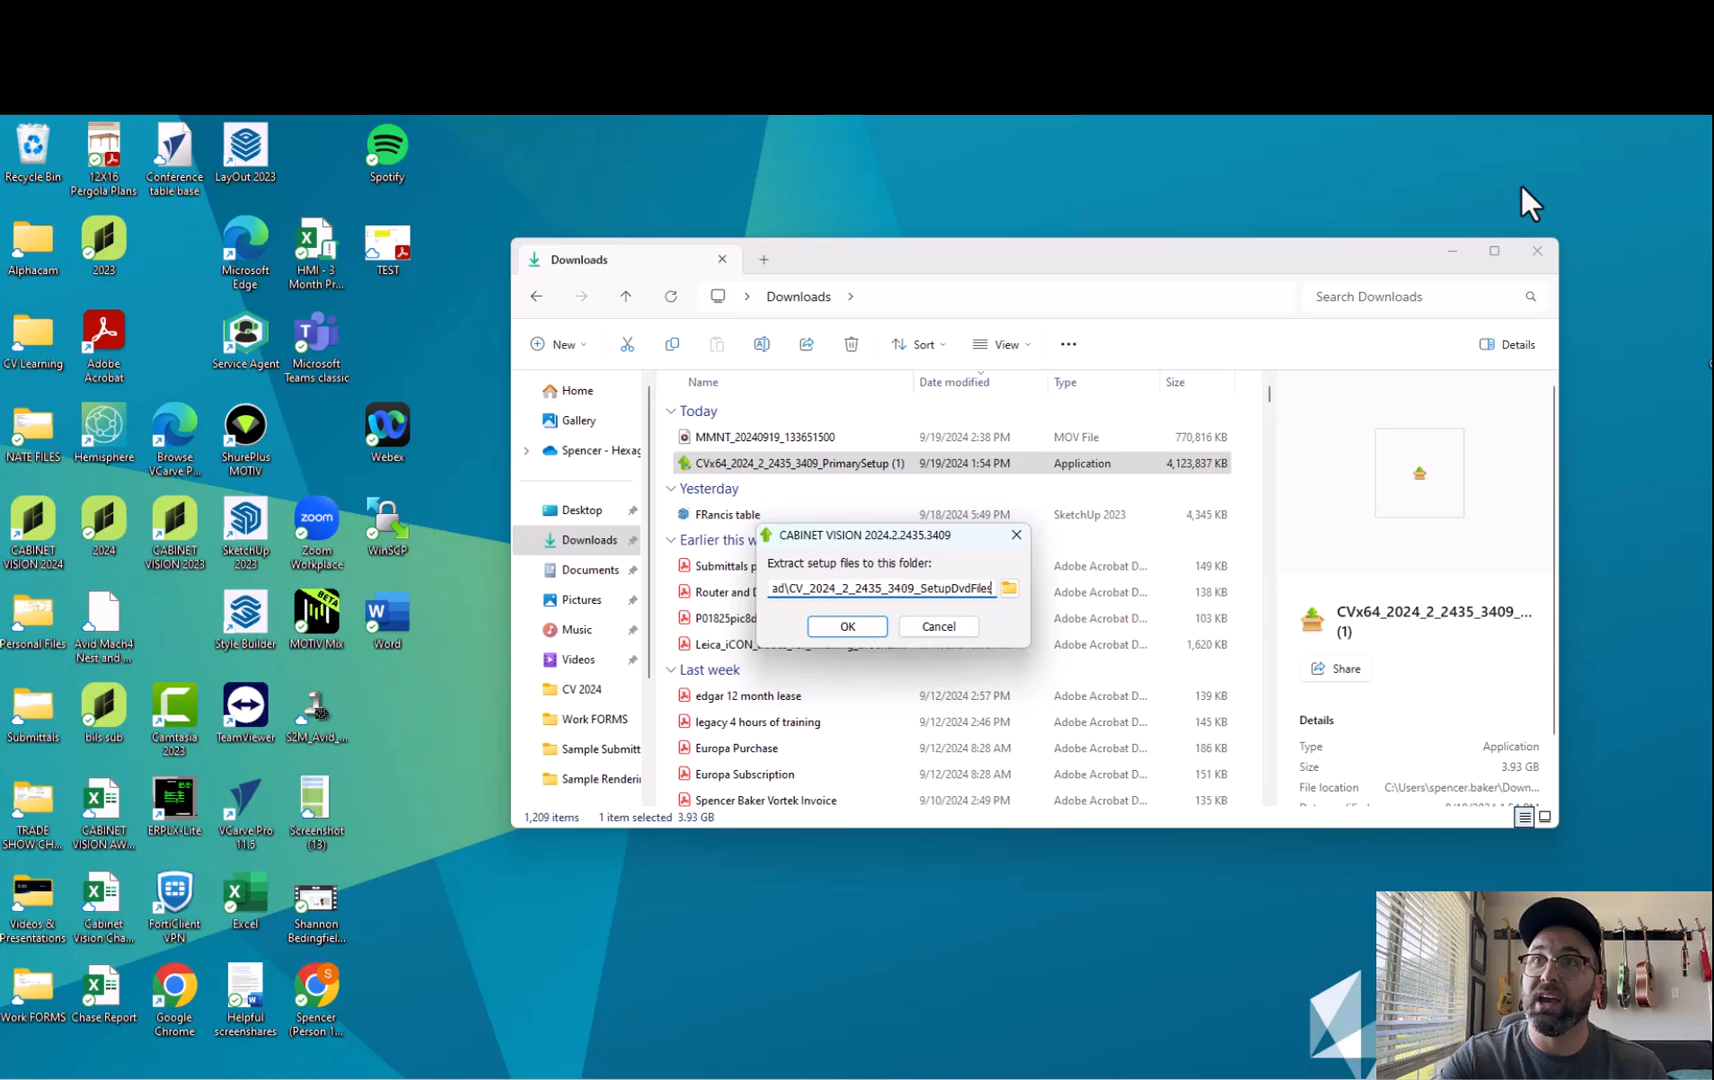 Recycle Bin
12X16 Pergola Plans
Conference table base
LayOut 2023
Spotify
Alphacam
2023
Microsoft Edge
HMI - 3 Month Pr...
TEST
CV Learning
Adobe Acrobat
Service Agent
Microsoft Teams classic
NATE FILES
Hemisphere
Browse VCarve P...
ShurePlus MOTIV
Webex
CABINET VISION 2024
2024
CABINET VISION 2023
SketchUp 2023
zoom
Zoom Workplace
WinSCP
Personal Files
Avid Mach4 Nest and ...
Style Builder
BETA
MOTIV Mix
Word
Submittals
bils sub
Camtasia 2023
TeamViewer
S2M_Avid_...
TRADE SHOW CH...
CABINET VISION AW...
ERPLX-Lite
VCarve Pro 11.5
Screenshot (13)
Videos & Presentations
Cabinet Vision Cha...
FortiClient VPN
Excel
Shannon Bedingfiel...
Work FORMS
Chase Report
Google Chrome
Helpful screenshares
S
Spencer (Person 1...
Downloads
Downloads
Search Downloads
New
Sort
View
Details
Home
Gallery
Spencer - Hexag
Desktop
Downloads
Documents
Pictures
Music
Videos
CV 2024
Work FORMS
Sample Submitt
Sample Renderi
Name Date modified Type Size
Today
MMNT_20240919_133651500 9/19/2024 2:38 PM MOV File 770,816 KB
CVx64_2024_2_2435_3409_PrimarySetup (1) 9/19/2024 1:54 PM Application 4,123,837 KB
Yesterday
FRancis table 9/18/2024 5:49 PM SketchUp 2023 4,345 KB
Earlier this w
Submittals p Adobe Acrobat D... 149 KB
Router and D Adobe Acrobat D... 138 KB
P01825pic8d Adobe Acrobat D... 103 KB
Adobe Acrobat D... 1,620 KB
Last week
edgar 12 month lease 9/12/2024 2:57 PM Adobe Acrobat D... 139 KB
legacy 4 hours of training 9/12/2024 2:46 PM Adobe Acrobat D... 145 KB
Europa Purchase 9/12/2024 8:28 AM Adobe Acrobat D... 186 KB
Europa Subscription 9/12/2024 8:28 AM Adobe Acrobat D... 151 KB
Spencer Baker Vortek Invoice 9/10/2024 2:49 PM Adobe Acrobat D... 135 KB
1,209 items 1 item selected 3.93 GB
CABINET VISION 2024.2.2435.3409
Extract setup files to this folder:
ad\CV_2024_2_2435_3409_SetupDvdFiles
OK
Cancel
CVx64_2024_2_2435_3409_... (1)
Share
Details
Type Application
Size 3.93 GB
File location C:\Users\spencer.baker\Down...